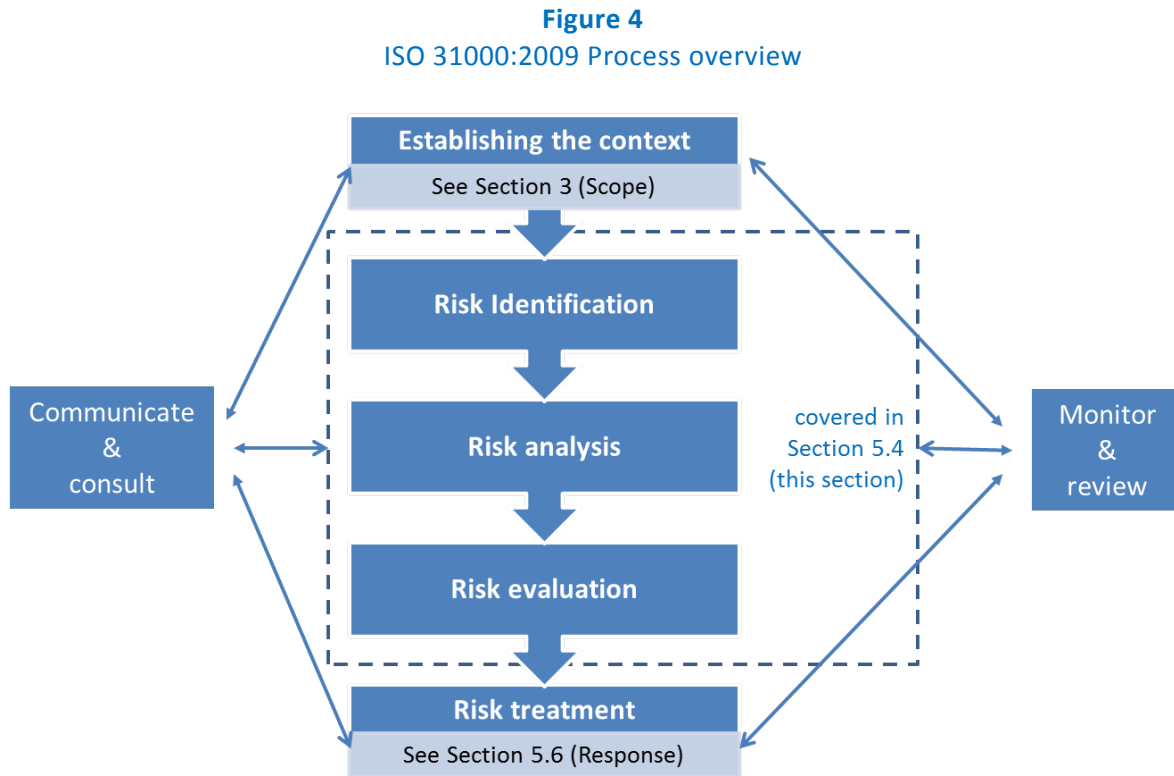 Figure 4
ISO 31000:2009 Process overview
Establishing the context
See Section 3 (Scope)
Risk Identification
Communicate
&
consult
Risk analysis
covered in
Section 5.4
(this section)
Monitor
&
review
Risk evaluation
Risk treatment
See Section 5.6 (Response)